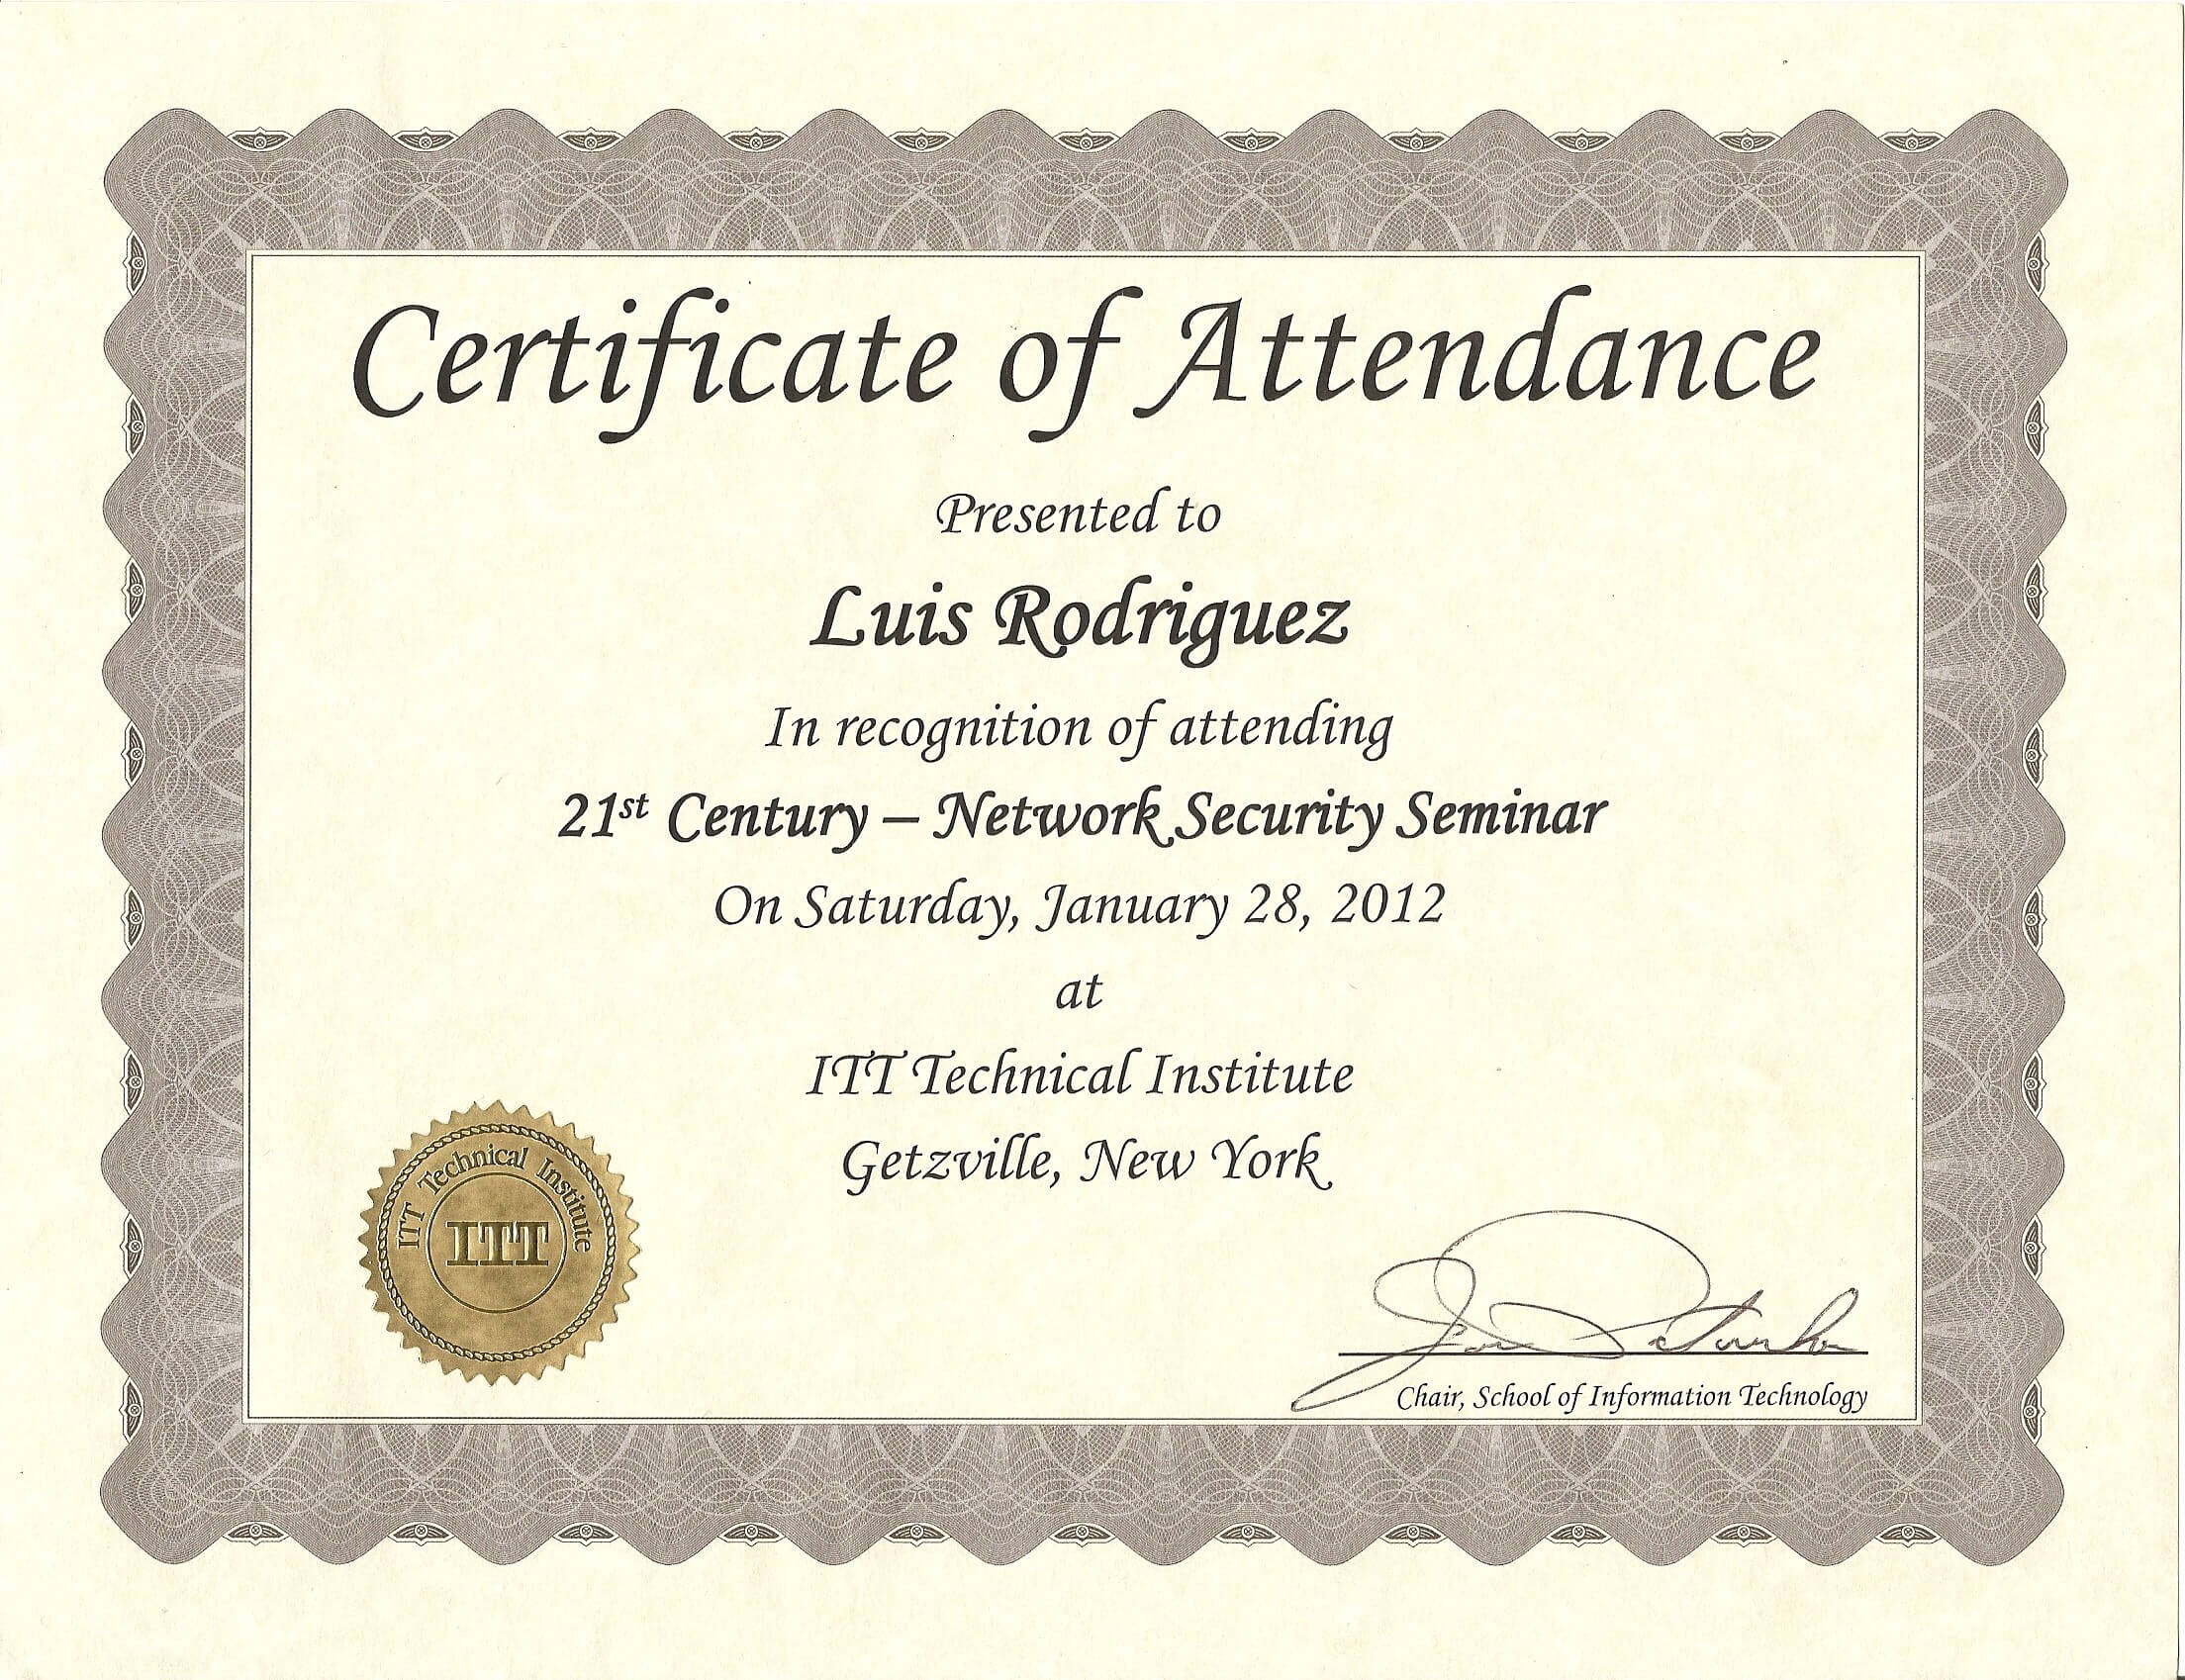 Certificate of Attendance
Presented to
Luis Rodriguez
In recognition of attending
21st Century – Network Security Seminar
On Saturday, January 28, 2012
at
ITT Technical Institute
Getzville, New York
ITT Technical Institute
ITT
Chair, School of Information Technology